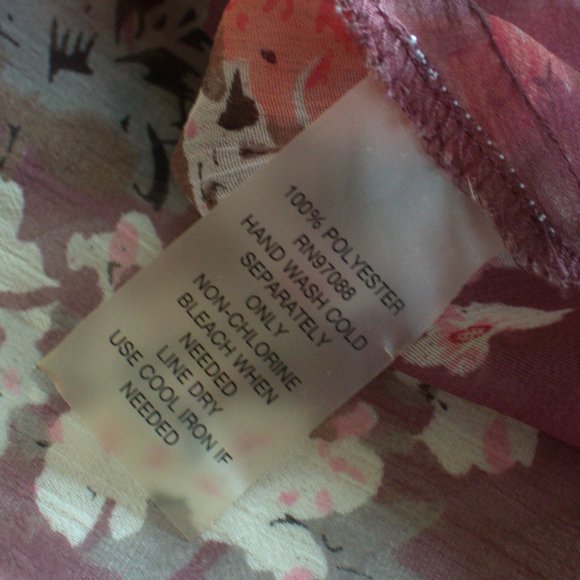 100% POLYESTER
RN97088
HAND WASH COLD
SEPARATELY
ONLY
NON-CHLORINE
BLEACH WHEN
NEEDED
LINE DRY
USE COOL IRON IF
NEEDED